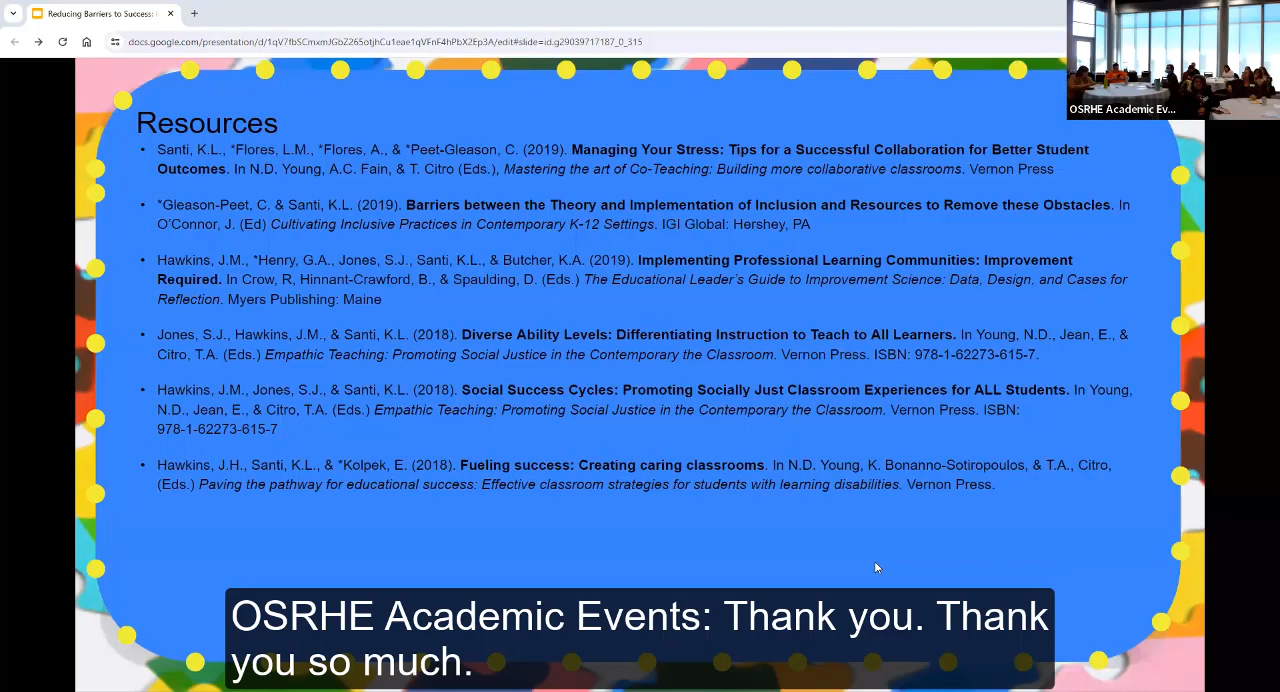 Reducing Barriers to Success:
docs.google.com/presentation/d/1qV7fbSCmxmJGbZ265otjhCu1eae1qVFnF4hPbX2Ep3A/edit#slide=id.g29039717187_0_315
OSRHE Academic Ev...
Resources
• Santi, K.L., *Flores, L.M., *Flores, A., & *Peet-Gleason, C. (2019). Managing Your Stress: Tips for a Successful Collaboration for Better Student
Outcomes. In N.D. Young, A.C. Fain, & T. Citro (Eds.), Mastering the art of Co-Teaching: Building more collaborative classrooms. Vernon Press
• *Gleason-Peet, C. & Santi, K.L. (2019). Barriers between the Theory and Implementation of Inclusion and Resources to Remove these Obstacles. In
O'Connor, J. (Ed) Cultivating Inclusive Practices in Contemporary K-12 Settings. IGI Global: Hershey, PA
• Hawkins, J.M., *Henry, G.A., Jones, S.J., Santi, K.L., & Butcher, K.A. (2019). Implementing Professional Learning Communities: Improvement
Required. In Crow, R, Hinnant-Crawford, B., & Spaulding, D. (Eds.) The Educational Leader's Guide to Improvement Science: Data, Design, and Cases for
Reflection. Myers Publishing: Maine
• Jones, S.J., Hawkins, J.M., & Santi, K.L. (2018). Diverse Ability Levels: Differentiating Instruction to Teach to All Learners. In Young, N.D., Jean, E., &
Citro, T.A. (Eds.) Empathic Teaching: Promoting Social Justice in the Contemporary the Classroom. Vernon Press. ISBN: 978-1-62273-615-7.
• Hawkins, J.M., Jones, S.J., & Santi, K.L. (2018). Social Success Cycles: Promoting Socially Just Classroom Experiences for ALL Students. In Young,
N.D., Jean, E., & Citro, T.A. (Eds.) Empathic Teaching: Promoting Social Justice in the Contemporary the Classroom. Vernon Press. ISBN:
978-1-62273-615-7
• Hawkins, J.H., Santi, K.L., & *Kolpek, E. (2018). Fueling success: Creating caring classrooms. In N.D. Young, K. Bonanno-Sotiropoulos, & T.A., Citro,
(Eds.) Paving the pathway for educational success: Effective classroom strategies for students with learning disabilities. Vernon Press.
OSRHE Academic Events: Thank you. Thank
you so much.